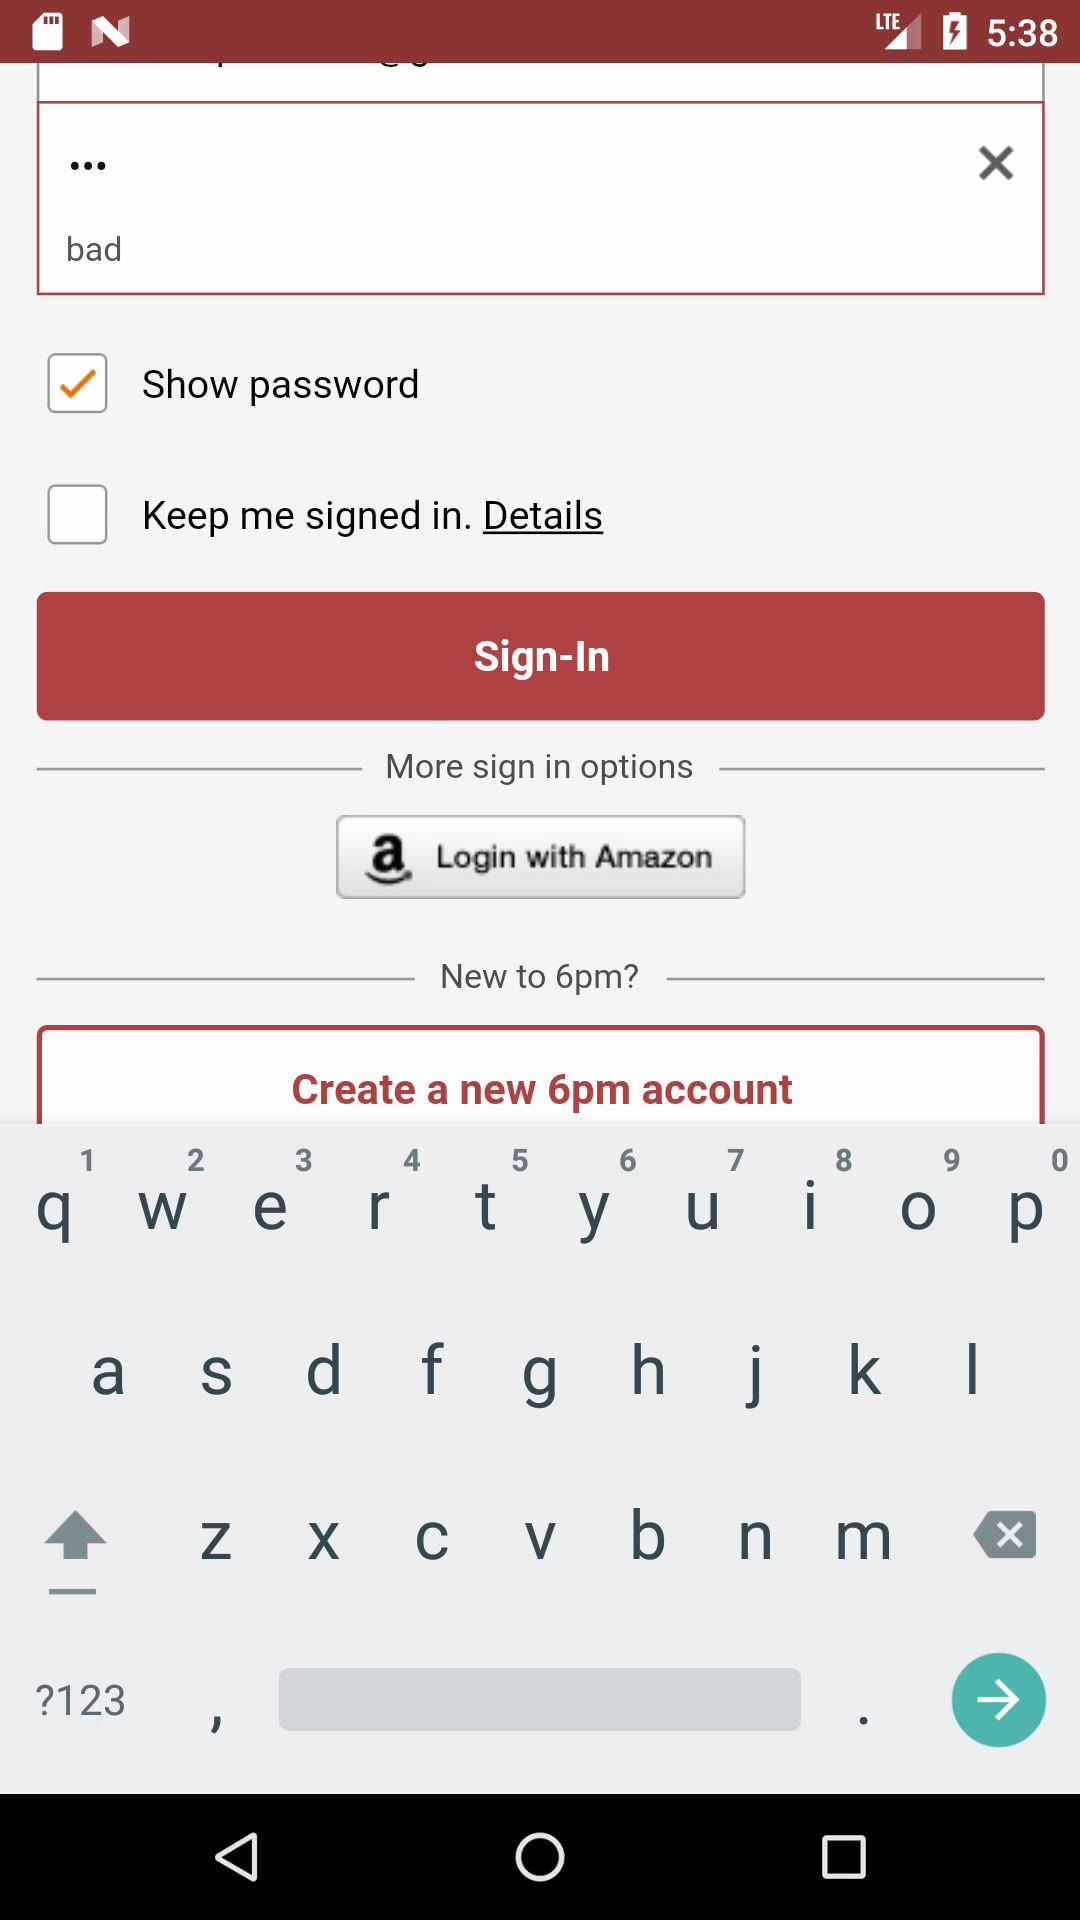 LTE 5:38
•••
bad
Show password
Keep me signed in. Details
Sign-In
More sign in options
a Login with Amazon
New to 6pm?
Create a new 6pm account
1 2 3 4 5 6 7 8 9 0
q w e r t y u i o p
a s d f g h j k l
z x c v b n m
?123 , .